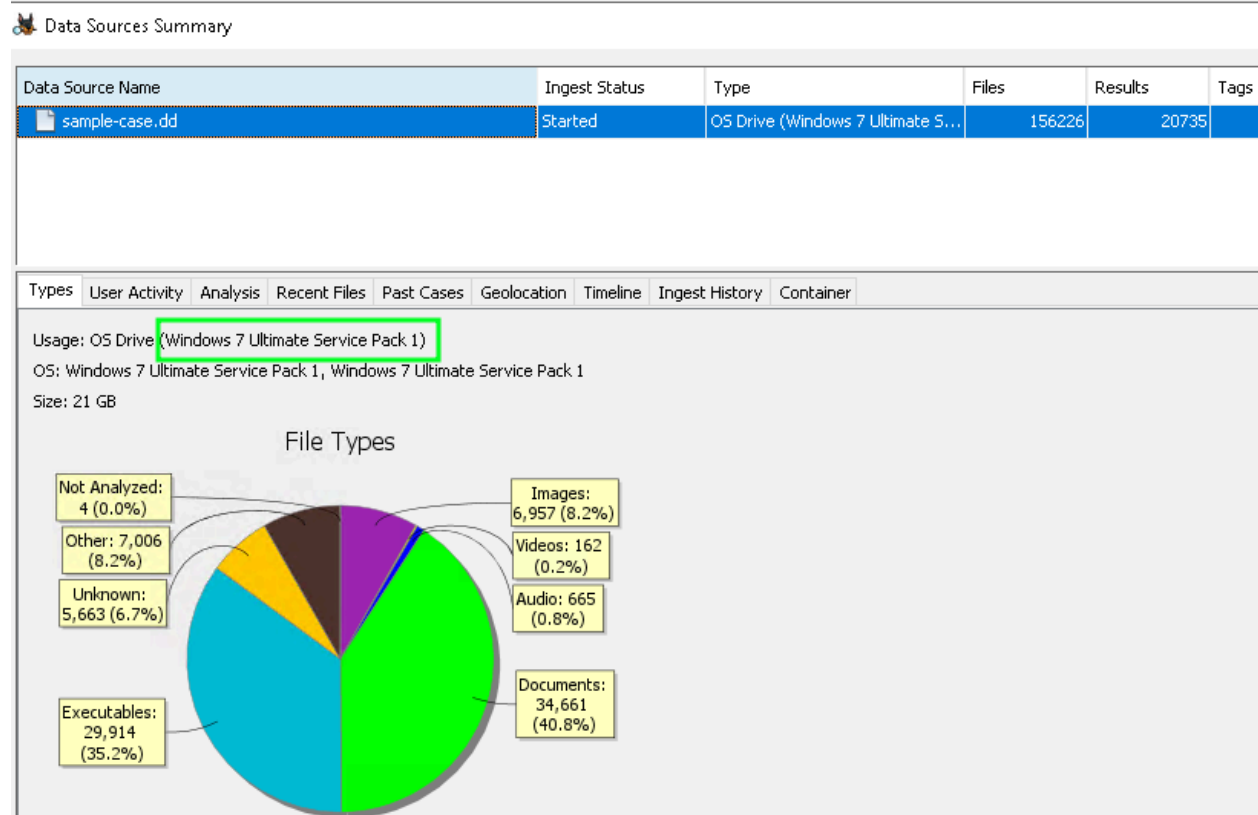 Data Sources Summary
Data Source Name Ingest Status Type Files Results Tags
sample-case.dd Started OS Drive (Windows 7 Ultimate S... 156226 20735
Types User Activity Analysis Recent Files Past Cases Geolocation Timeline Ingest History Container
Usage: OS Drive (Windows 7 Ultimate Service Pack 1)
OS: Windows 7 Ultimate Service Pack 1, Windows 7 Ultimate Service Pack 1
Size: 21 GB
File Types
Not Analyzed:
4 (0.0%)
Images:
6,957 (8.2%)
Other: 7,006
(8.2%)
Videos: 162
(0.2%)
Unknown:
5,663 (6.7%)
Audio: 665
(0.8%)
Documents:
34,661
(40.8%)
Executables:
29,914
(35.2%)